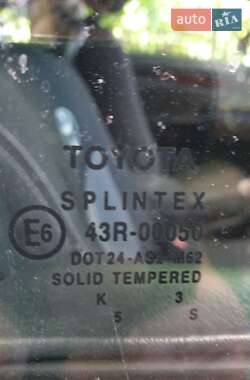 auto RIA
TOYOTA
SPLINTEX
E6 43R-00050
DOT24-AS2-M62
SOLID TEMPERED
K 3
5 S